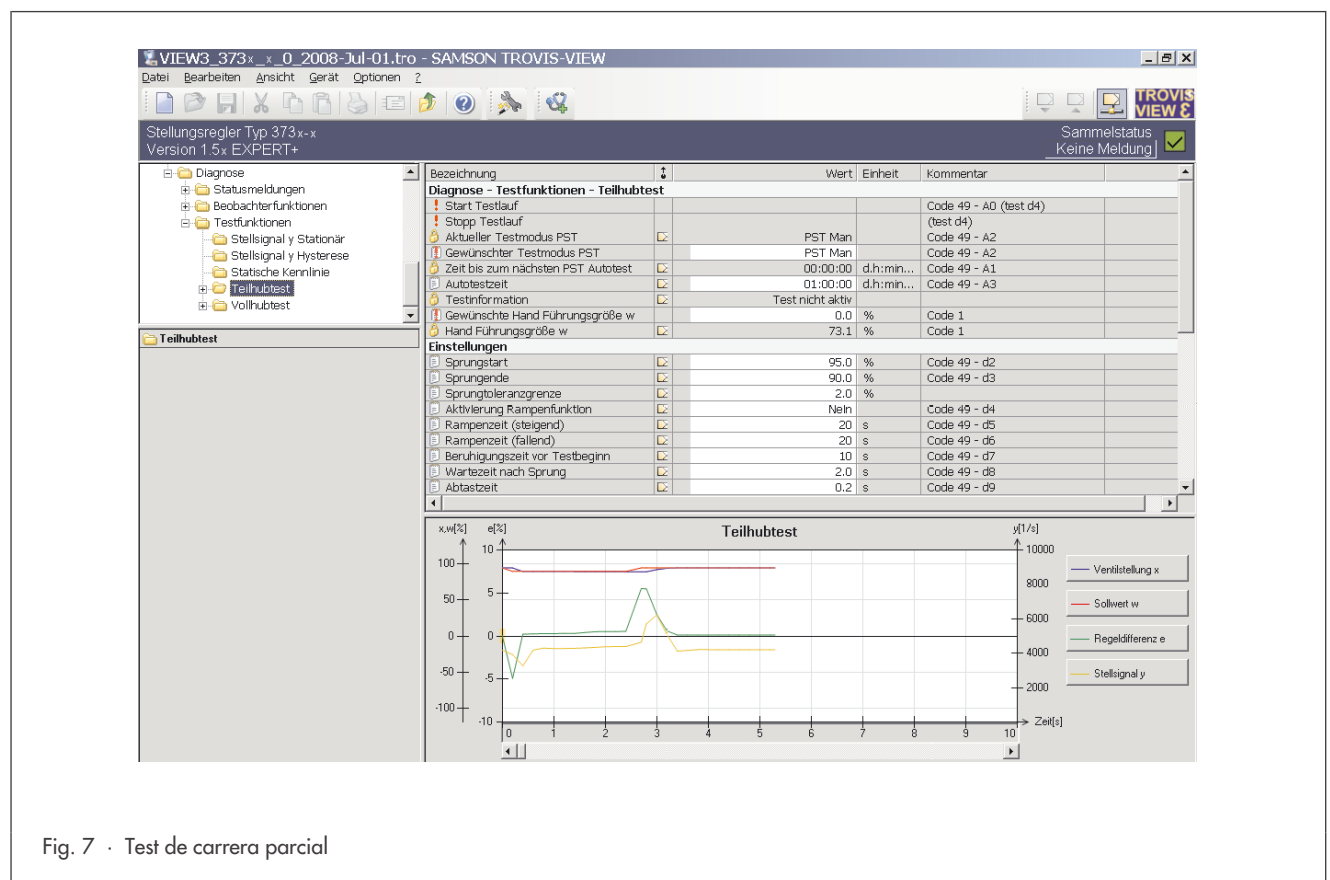 VIEW3_373x_x_0_2008-Jul-01.tro - SAMSON TROVIS-VIEW
Datei Bearbeiten Ansicht Gerät Optionen ?
TROVIS
VIEW 3
Stellungsregler Typ 373x-x
Version 1.5x EXPERT+
Sammelstatus
Keine Meldung
Diagnose
Statusmeldungen
Beobachterfunktionen
Testfunktionen
Stellsignal y Stationär
Stellsignal y Hysterese
Statische Kennlinie
Teilhubtest
Vollhubtest
Teilhubtest
Bezeichnung Wert Einheit Kommentar
Diagnose - Testfunktionen - Teilhubtest
Start Testlauf Code 49 - A0 (test d4)
Stopp Testlauf (test d4)
Aktueller Testmodus PST PST Man Code 49 - A2
Gewünschter Testmodus PST PST Man Code 49 - A2
Zeit bis zum nächsten PST Autotest 00:00:00 d.h:min... Code 49 - A1
Autotestzeit 01:00:00 d.h:min... Code 49 - A3
Testinformation Test nicht aktiv
Gewünschte Hand Führungsgröße w 0.0 % Code 1
Hand Führungsgröße w 73.1 % Code 1
Einstellungen
Sprungstart 95.0 % Code 49 - d2
Sprungende 90.0 % Code 49 - d3
Sprungtoleranzgrenze 2.0 %
Aktivierung Rampenfunktion Nein Code 49 - d4
Rampenzeit (steigend) 20 s Code 49 - d5
Rampenzeit (fallend) 20 s Code 49 - d6
Beruhigungszeit vor Testbeginn 10 s Code 49 - d7
Wartezeit nach Sprung 2.0 s Code 49 - d8
Abtastzeit 0.2 s Code 49 - d9
x,w[%] e[%] Teilhubtest y[1/s]
10 10000
100
8000
5
50
6000
0 0
4000
-50 -5
2000
-100
-10 Zeit[s]
0 1 2 3 4 5 6 7 8 9 10
Ventilstellung x
Sollwert w
Regeldifferenz e
Stellsignal y
Fig. 7 · Test de carrera parcial